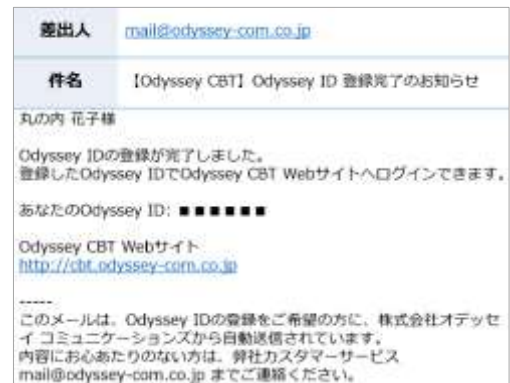 差出人 mail@odyssey-com.co.jp
件名 【Odyssey CBT】Odyssey ID 登録完了のお知らせ
丸の内 花子様
Odyssey IDの登録が完了しました。
登録したOdyssey IDでOdyssey CBT Webサイトへログインできます。
あなたのOdyssey ID: ■■■■■■
Odyssey CBT Webサイト
http://cbt.odyssey-com.co.jp
-----
このメールは、Odyssey IDの登録をご希望の方に、株式会社オデッセ
イ コミュニケーションズから自動送信されています。
内容にお心あたりのない方は、弊社カスタマーサービス
mail@odyssey-com.co.jp までご連絡ください。